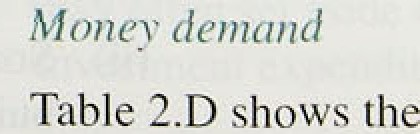 Money demand
Table 2.D shows the